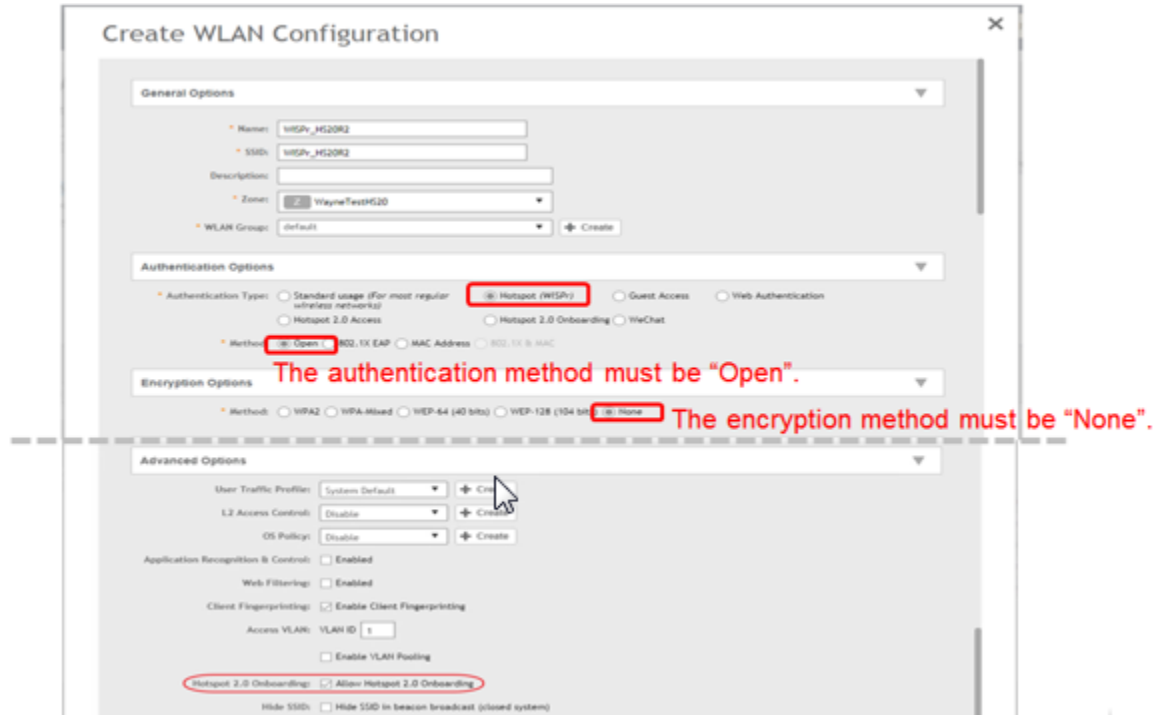 Create WLAN Configuration ×
General Options
* Name: WISPr_HS20R2
* SSID: WISPr_HS20R2
Description:
* Zone: Z WayneTestHS20
* WLAN Group: default + Create
Authentication Options
* Authentication Type: Standard usage (For most regular wireless networks) Hotspot (WISPr) Guest Access Web Authentication
Hotspot 2.0 Access Hotspot 2.0 Onboarding WeChat
* Method: Open 802.1X EAP MAC Address 802.1X & MAC
The authentication method must be “Open”.
Encryption Options
* Method: WPA2 WPA-Mixed WEP-64 (40 bits) WEP-128 (104 bits) None
The encryption method must be “None”.
Advanced Options
User Traffic Profile: System Default + Create
L2 Access Control: Disable + Create
OS Policy: Disable + Create
Application Recognition & Control: Enabled
Web Filtering: Enabled
Client Fingerprinting: Enable Client Fingerprinting
Access VLAN: VLAN ID 1
Enable VLAN Pooling
Hotspot 2.0 Onboarding: Allow Hotspot 2.0 Onboarding
Hide SSID: Hide SSID in beacon broadcast (closed system)